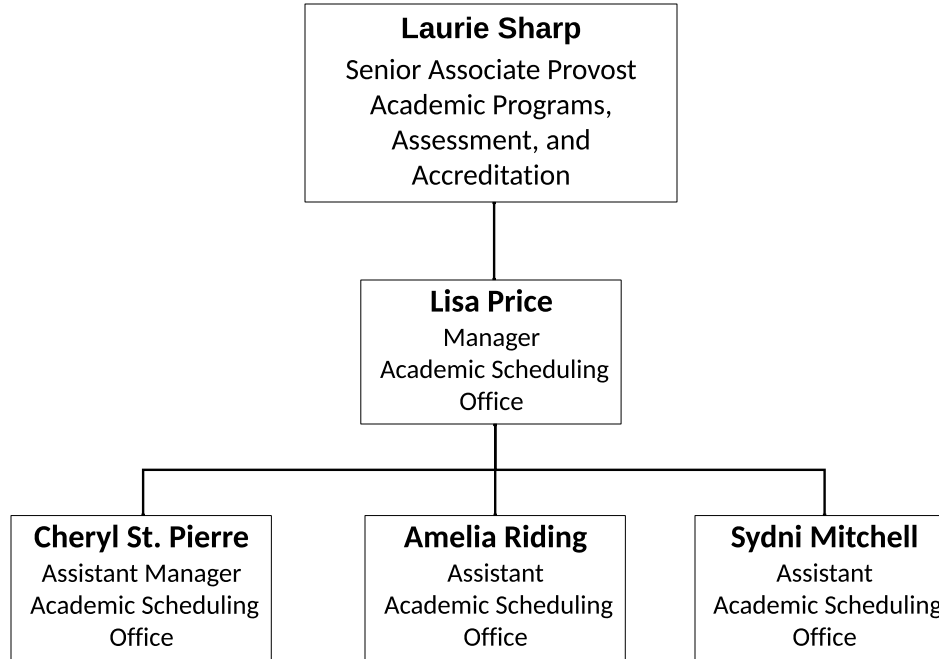 Laurie Sharp
Senior Associate Provost
Academic Programs,
Assessment, and
Accreditation
Lisa Price
Manager
Academic Scheduling
Office
Cheryl St. Pierre
Assistant Manager
Academic Scheduling
Office
Amelia Riding
Assistant
Academic Scheduling
Office
Sydni Mitchell
Assistant
Academic Scheduling
Office